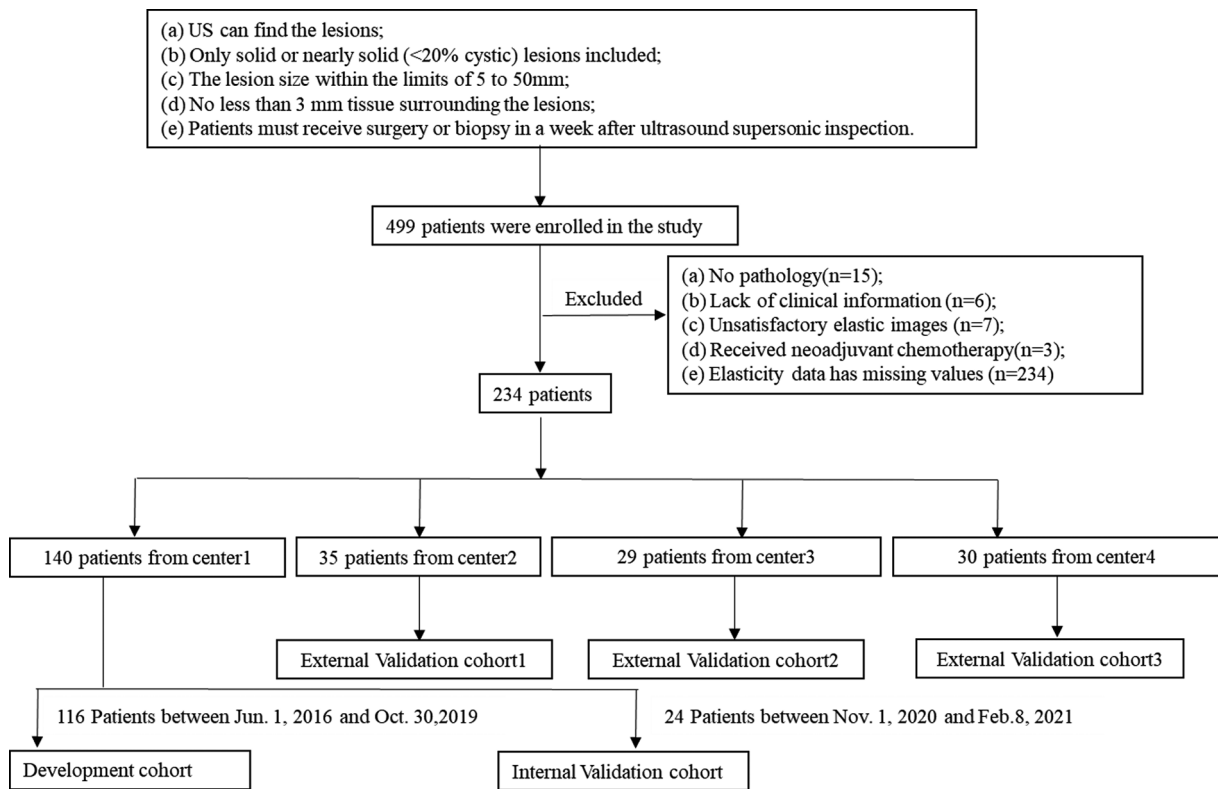 (a) US can find the lesions;
(b) Only solid or nearly solid (<20% cystic) lesions included;
(c) The lesion size within the limits of 5 to 50mm;
(d) No less than 3 mm tissue surrounding the lesions;
(e) Patients must receive surgery or biopsy in a week after ultrasound supersonic inspection.
499 patients were enrolled in the study
Excluded
(a) No pathology(n=15);
(b) Lack of clinical information (n=6);
(c) Unsatisfactory elastic images (n=7);
(d) Received neoadjuvant chemotherapy(n=3);
(e) Elasticity data has missing values (n=234)
234 patients
140 patients from center1
35 patients from center2
29 patients from center3
30 patients from center4
External Validation cohort1
External Validation cohort2
External Validation cohort3
116 Patients between Jun. 1, 2016 and Oct. 30,2019
24 Patients between Nov. 1, 2020 and Feb.8, 2021
Development cohort
Internal Validation cohort